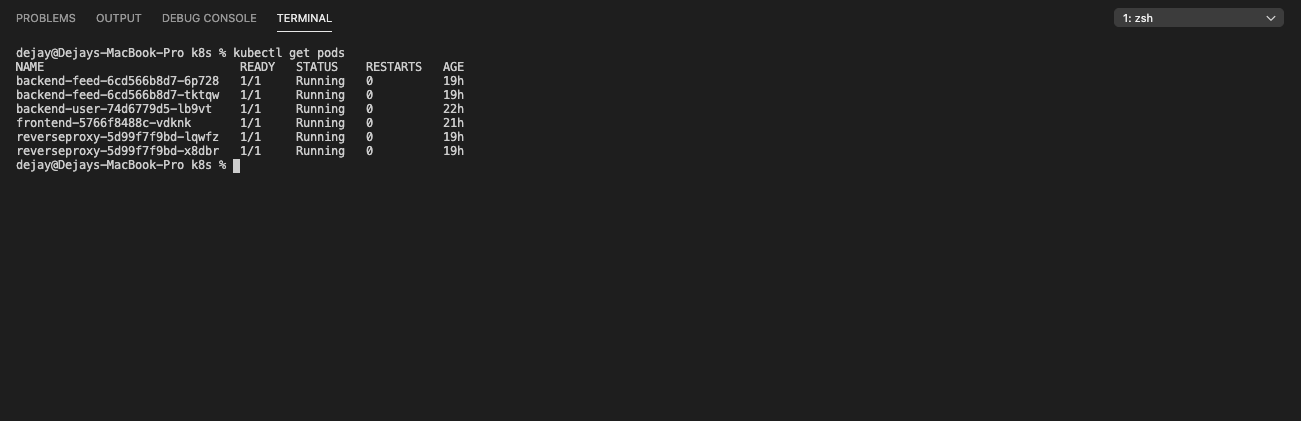 PROBLEMS OUTPUT DEBUG CONSOLE TERMINAL 1: zsh
dejay@Dejays-MacBook-Pro k8s % kubectl get pods
NAME READY STATUS RESTARTS AGE
backend-feed-6cd566b8d7-6p728 1/1 Running 0 19h
backend-feed-6cd566b8d7-tktqw 1/1 Running 0 19h
backend-user-74d6779d5-lb9vt 1/1 Running 0 22h
frontend-5766f8488c-vdknk 1/1 Running 0 21h
reverseproxy-5d99f7f9bd-lqwfz 1/1 Running 0 19h
reverseproxy-5d99f7f9bd-x8dbr 1/1 Running 0 19h
dejay@Dejays-MacBook-Pro k8s %